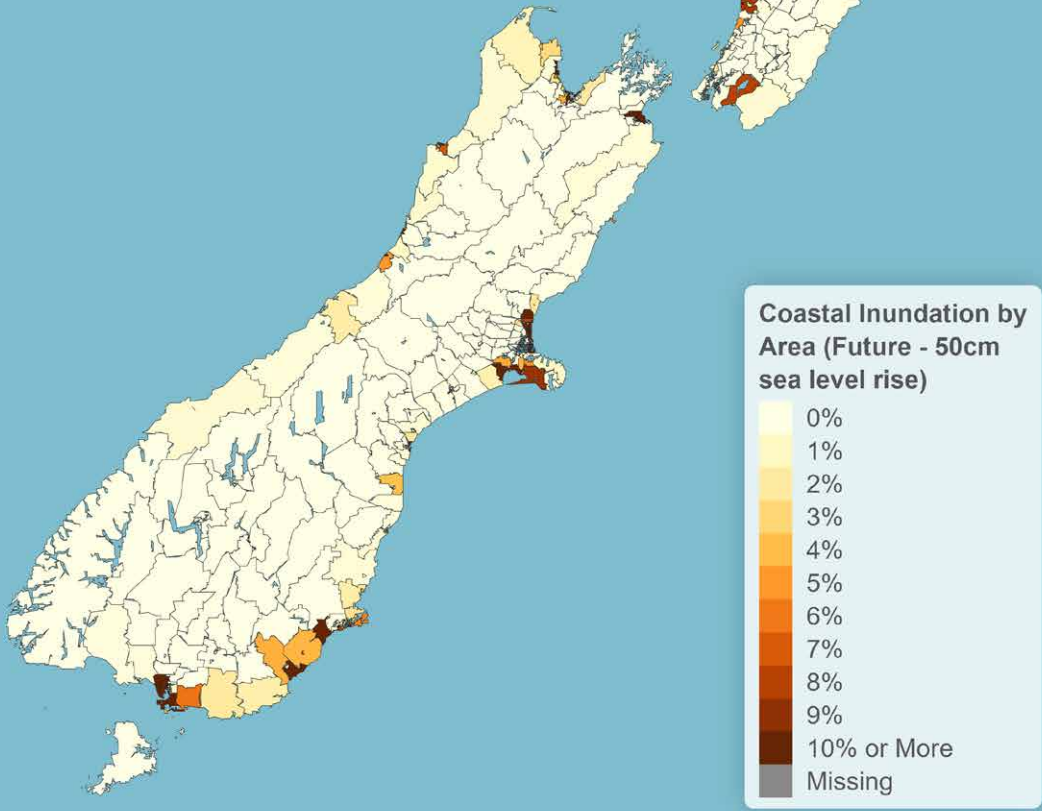 Coastal Inundation by
Area (Future - 50cm
sea level rise)
0%
1%
2%
3%
4%
5%
6%
7%
8%
9%
10% or More
Missing